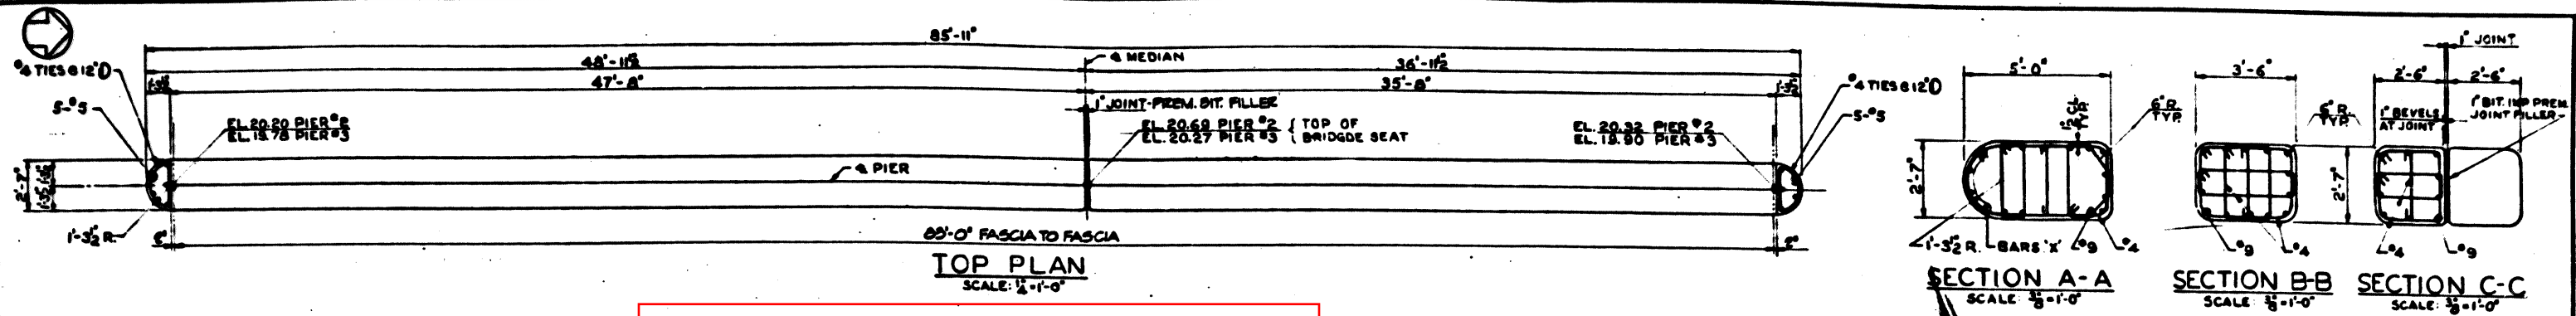 85'-11"
48'-11½"
℄ MEDIAN
36'-11½"
#4 TIES @ 12"
1'-3½"
47'-8"
35'-8"
1'-3½"
#4 TIES @ 12"
5-#5
1" JOINT-PREM. BIT. FILLER
5-#5
EL. 20.20 PIER #2
EL. 19.78 PIER #3
EL. 20.69 PIER #2 { TOP OF
EL. 20.27 PIER #3 { BRIDGDE SEAT
EL. 20.32 PIER #2
EL. 19.90 PIER #3
℄ PIER
2'-7"
1'-3½" R.
85'-0" FASCIA TO FASCIA
2"
TOP PLAN
SCALE: ¼"=1'-0"
5'-0"
6" R.
TYP.
2'-7"
1'-3½" R.
BARS 'X'
#9
#4
SECTION A-A
SCALE: ⅜"=1'-0"
3'-6"
6" R.
TYP.
#9
#4
SECTION B-B
SCALE: ⅜"=1'-0"
1" JOINT
2'-6"
2'-6"
1" BEVELS
AT JOINT
1" BIT. IMP. PREM.
JOINT FILLER
2'-7"
#4
#9
SECTION C-C
SCALE: ⅜"=1'-0"